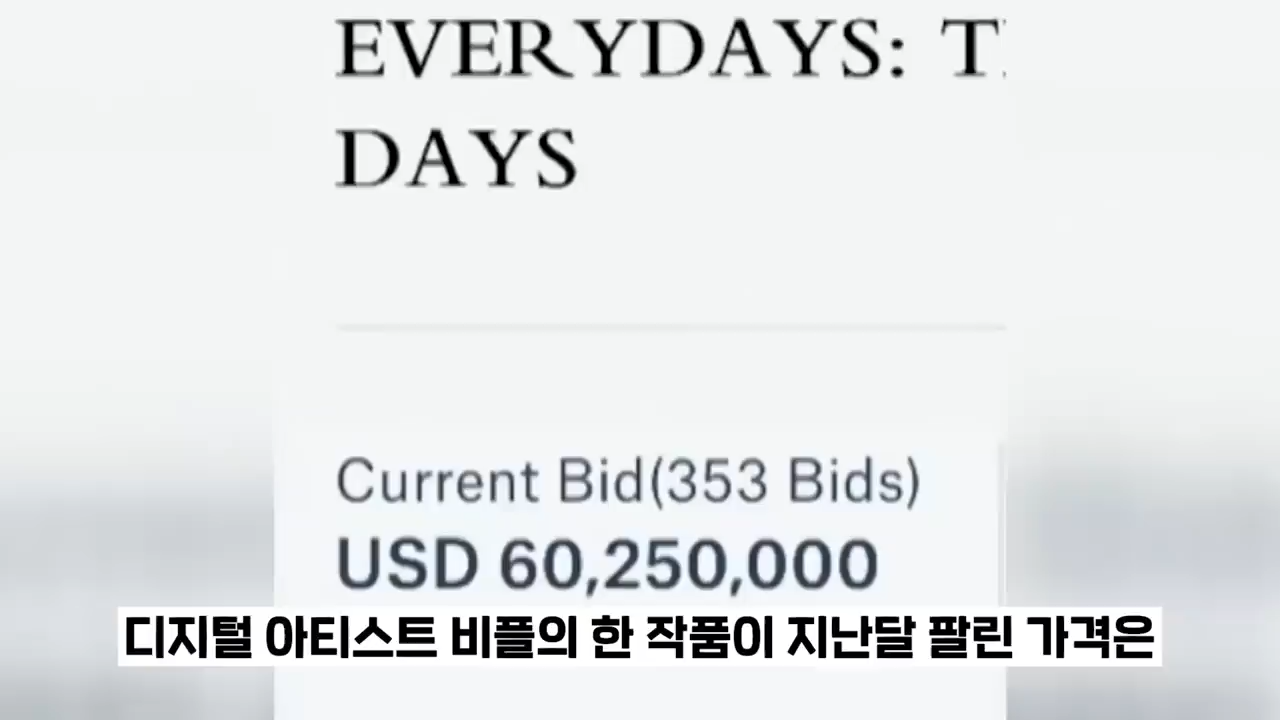 EVERYDAYS:
DAYS
Current Bid(353 Bids)
USD 60,250,000
디지털 아티스트 비플의 한 작품이 지난달 팔린 가격은